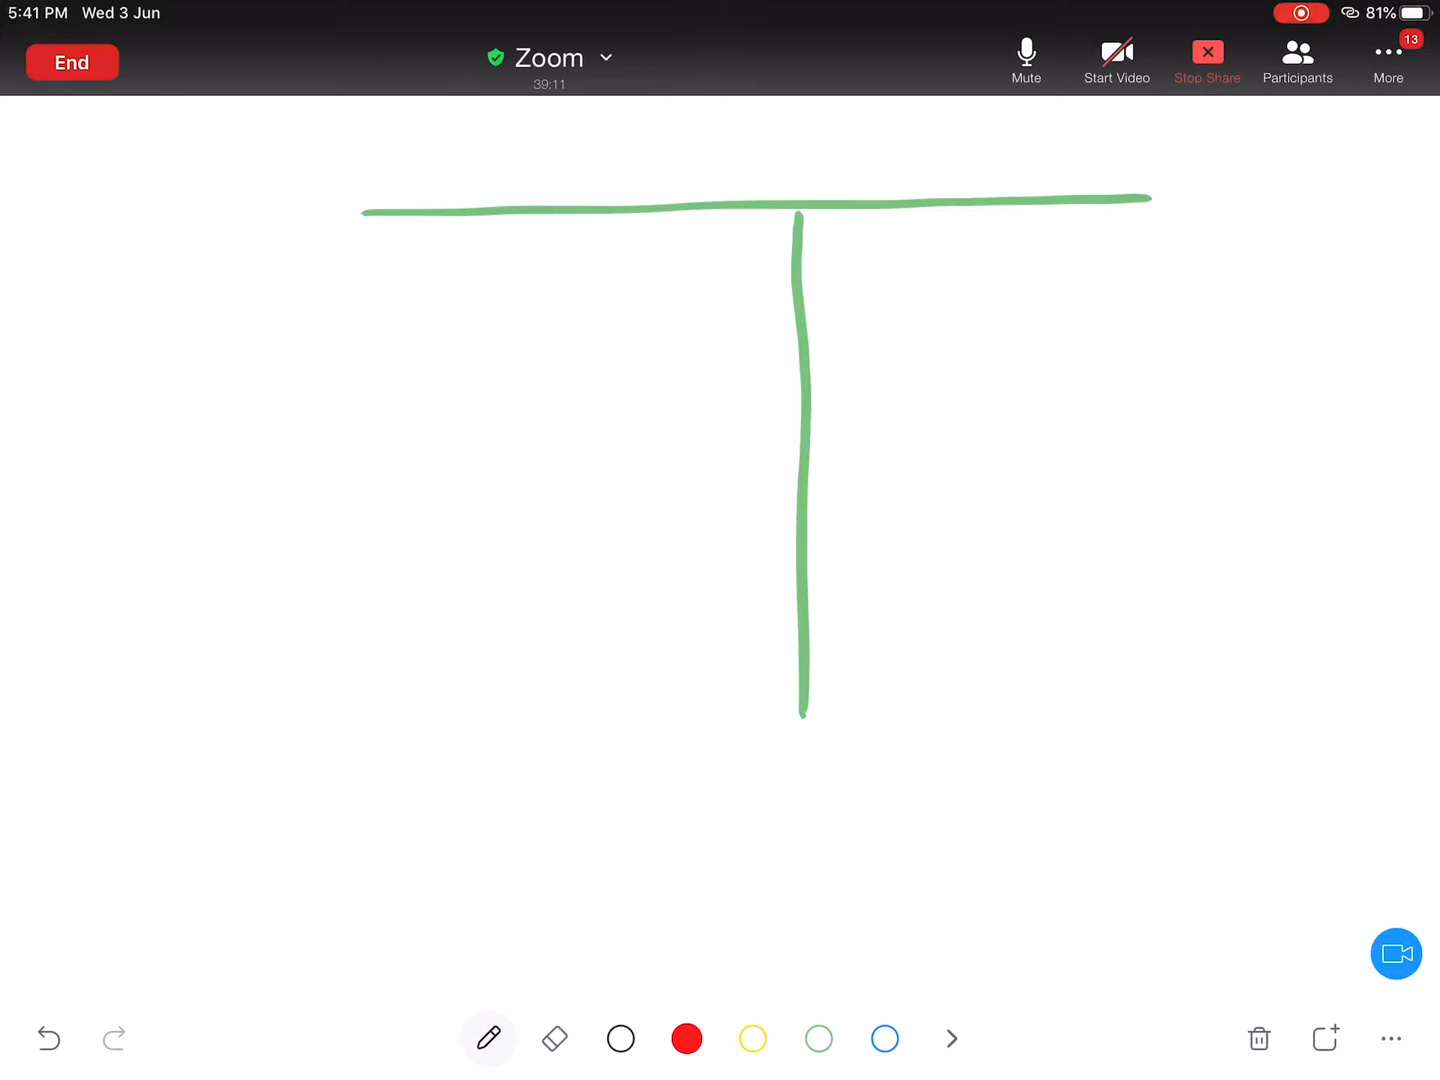 5:41 PM Wed 3 Jun 81%
End
Zoom
39:11
Mute
Start Video
Stop Share
Participants
More
13